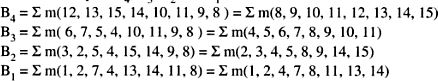 B₄ = Σ m(12, 13, 15, 14, 10, 11, 9, 8 ) = Σ m(8, 9, 10, 11, 12, 13, 14, 15)
B₃ = Σ m( 6, 7, 5, 4, 10, 11, 9, 8 ) = Σ m(4, 5, 6, 7, 8, 9, 10, 11)
B₂ = Σ m(3, 2, 5, 4, 15, 14, 9, 8) = Σ m(2, 3, 4, 5, 8, 9, 14, 15)
B₁ = Σ m(1, 2, 7, 4, 13, 14, 11, 8) = Σ m(1, 2, 4, 7, 8, 11, 13, 14)